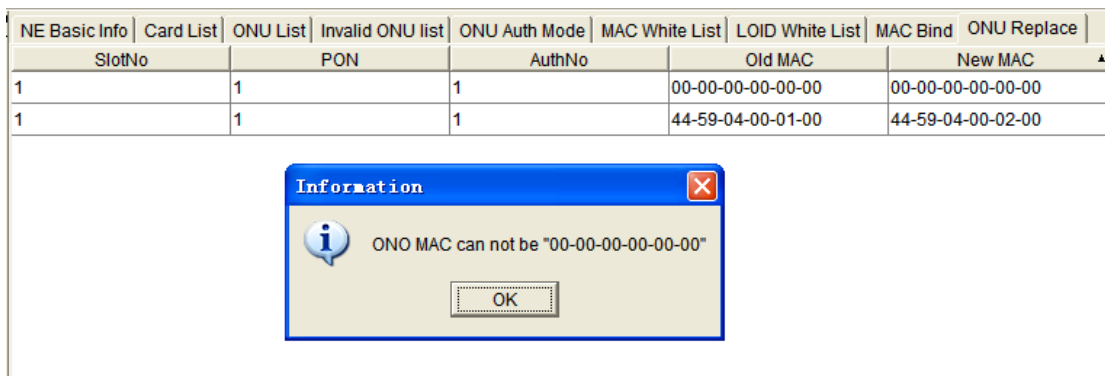 NE Basic Info Card List ONU List Invalid ONU list ONU Auth Mode MAC White List LOID White List MAC Bind ONU Replace
SlotNo PON AuthNo Old MAC New MAC
1 1 1 00-00-00-00-00-00 00-00-00-00-00-00
1 1 1 44-59-04-00-01-00 44-59-04-00-02-00
Information
ONO MAC can not be "00-00-00-00-00-00"
OK